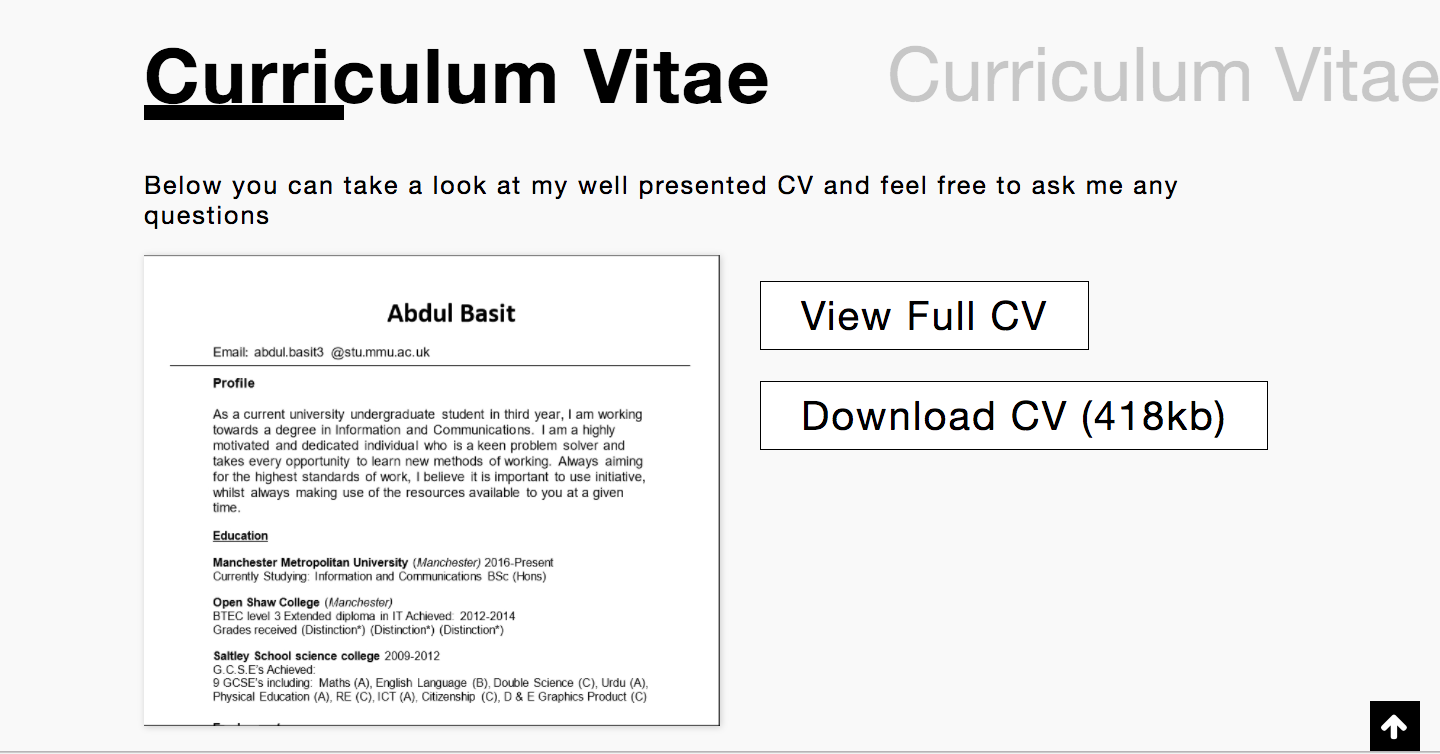 Curriculum Vitae
Curriculum Vitae
Below you can take a look at my well presented CV and feel free to ask me any
questions
Abdul Basit
Email: abdul.basit3 @stu.mmu.ac.uk
Profile
As a current university undergraduate student in third year, I am working
towards a degree in Information and Communications. I am a highly
motivated and dedicated individual who is a keen problem solver and
takes every opportunity to learn new methods of working. Always aiming
for the highest standards of work, I believe it is important to use initiative,
whilst always making use of the resources available to you at a given
time.
Education
Manchester Metropolitan University (Manchester) 2016-Present
Currently Studying: Information and Communications BSc (Hons)
Open Shaw College (Manchester)
BTEC level 3 Extended diploma in IT Achieved: 2012-2014
Grades received (Distinction*) (Distinction*) (Distinction*)
Saltley School science college 2009-2012
G.C.S.E's Achieved:
9 GCSE's including: Maths (A), English Language (B), Double Science (C), Urdu (A),
Physical Education (A), RE (C), ICT (A), Citizenship (C), D & E Graphics Product (C)
View Full CV
Download CV (418kb)